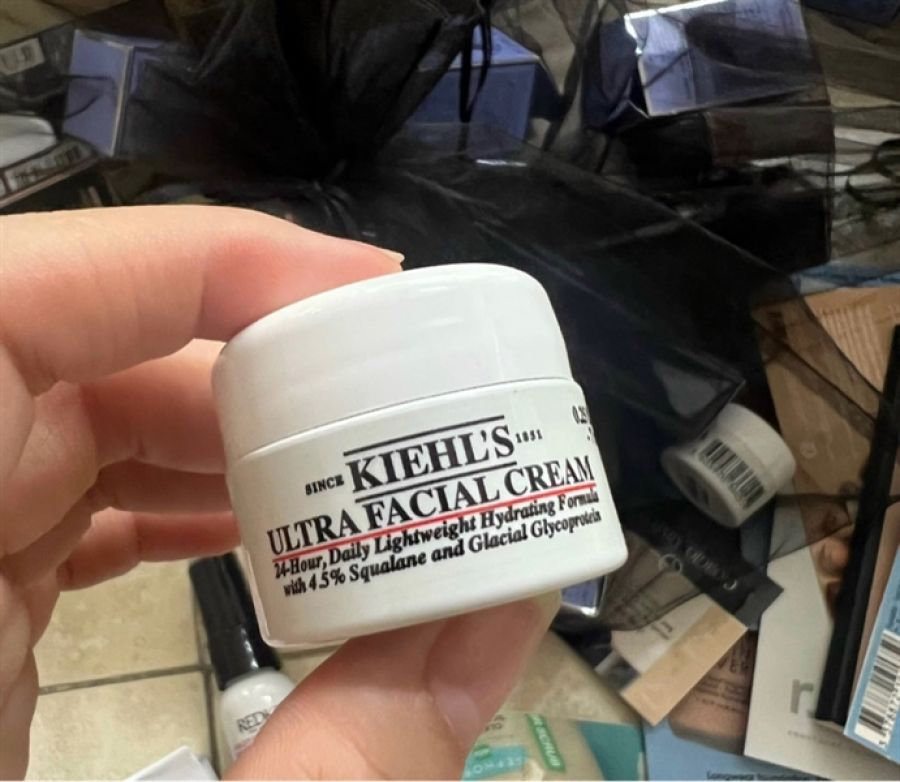 SINCE KIEHL'S 1851
ULTRA FACIAL CREAM
24-Hour, Daily Lightweight Hydrating Formula
with 4.5% Squalane and Glacial Glycoprotein
SCRUB